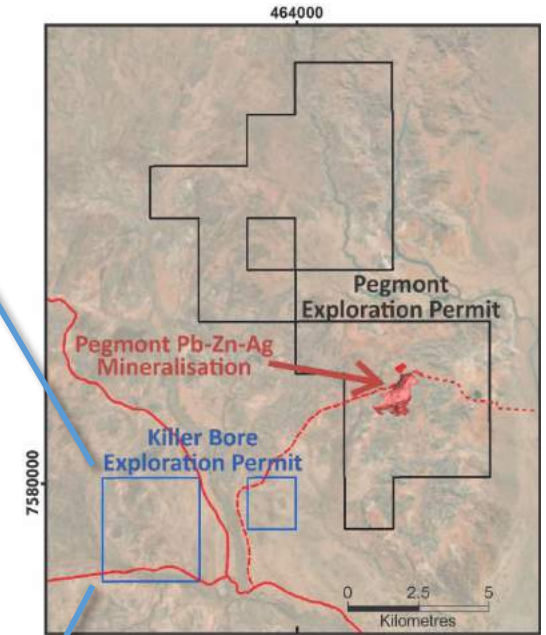 464000
Pegmont
Exploration Permit
Pegmont Pb-Zn-Ag
Mineralisation
Killer Bore
Exploration Permit
7580000
0 2.5 5
Kilometres